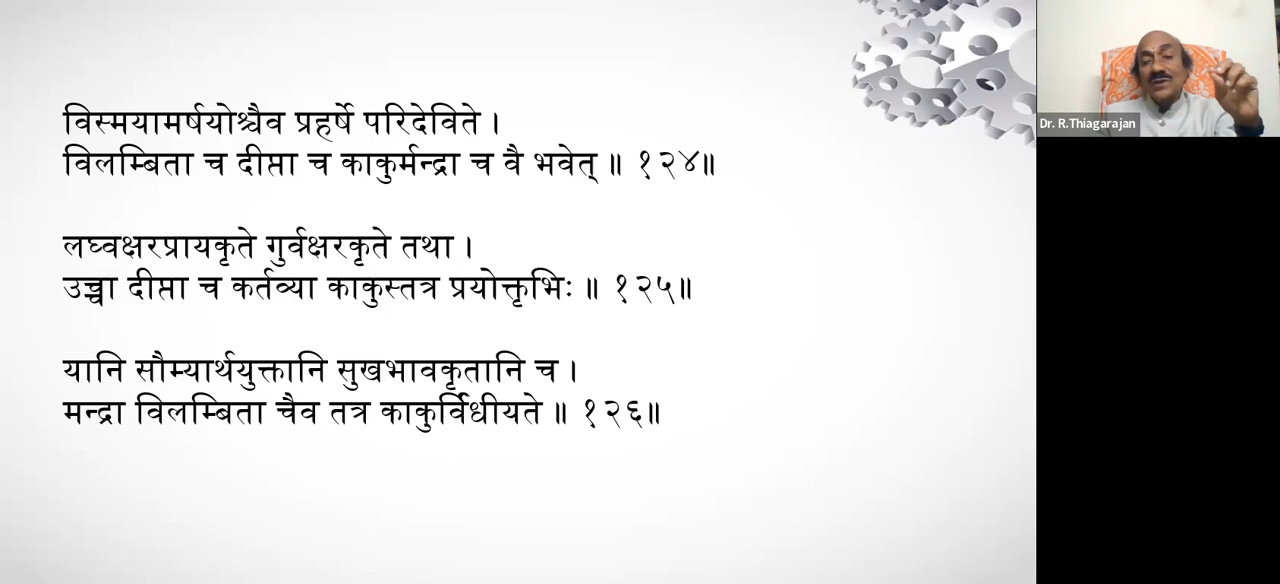 विस्मयामर्षयोश्चैव प्रहर्षे परिदेविते ।
विलम्बिता च दीप्ता च काकुर्मन्द्रा च वै भवेत् ॥ १२४॥
लघ्वक्षरप्रायकृते गुर्वक्षरकृते तथा ।
उच्चा दीप्ता च कर्तव्या काकुस्तत्र प्रयोक्तृभिः ॥ १२५॥
यानि सौम्यार्थयुक्तानि सुखभावकृतानि च ।
मन्द्रा विलम्बिता चैव तत्र काकुर्विधीयते ॥ १२६॥
Dr. R.Thiagarajan